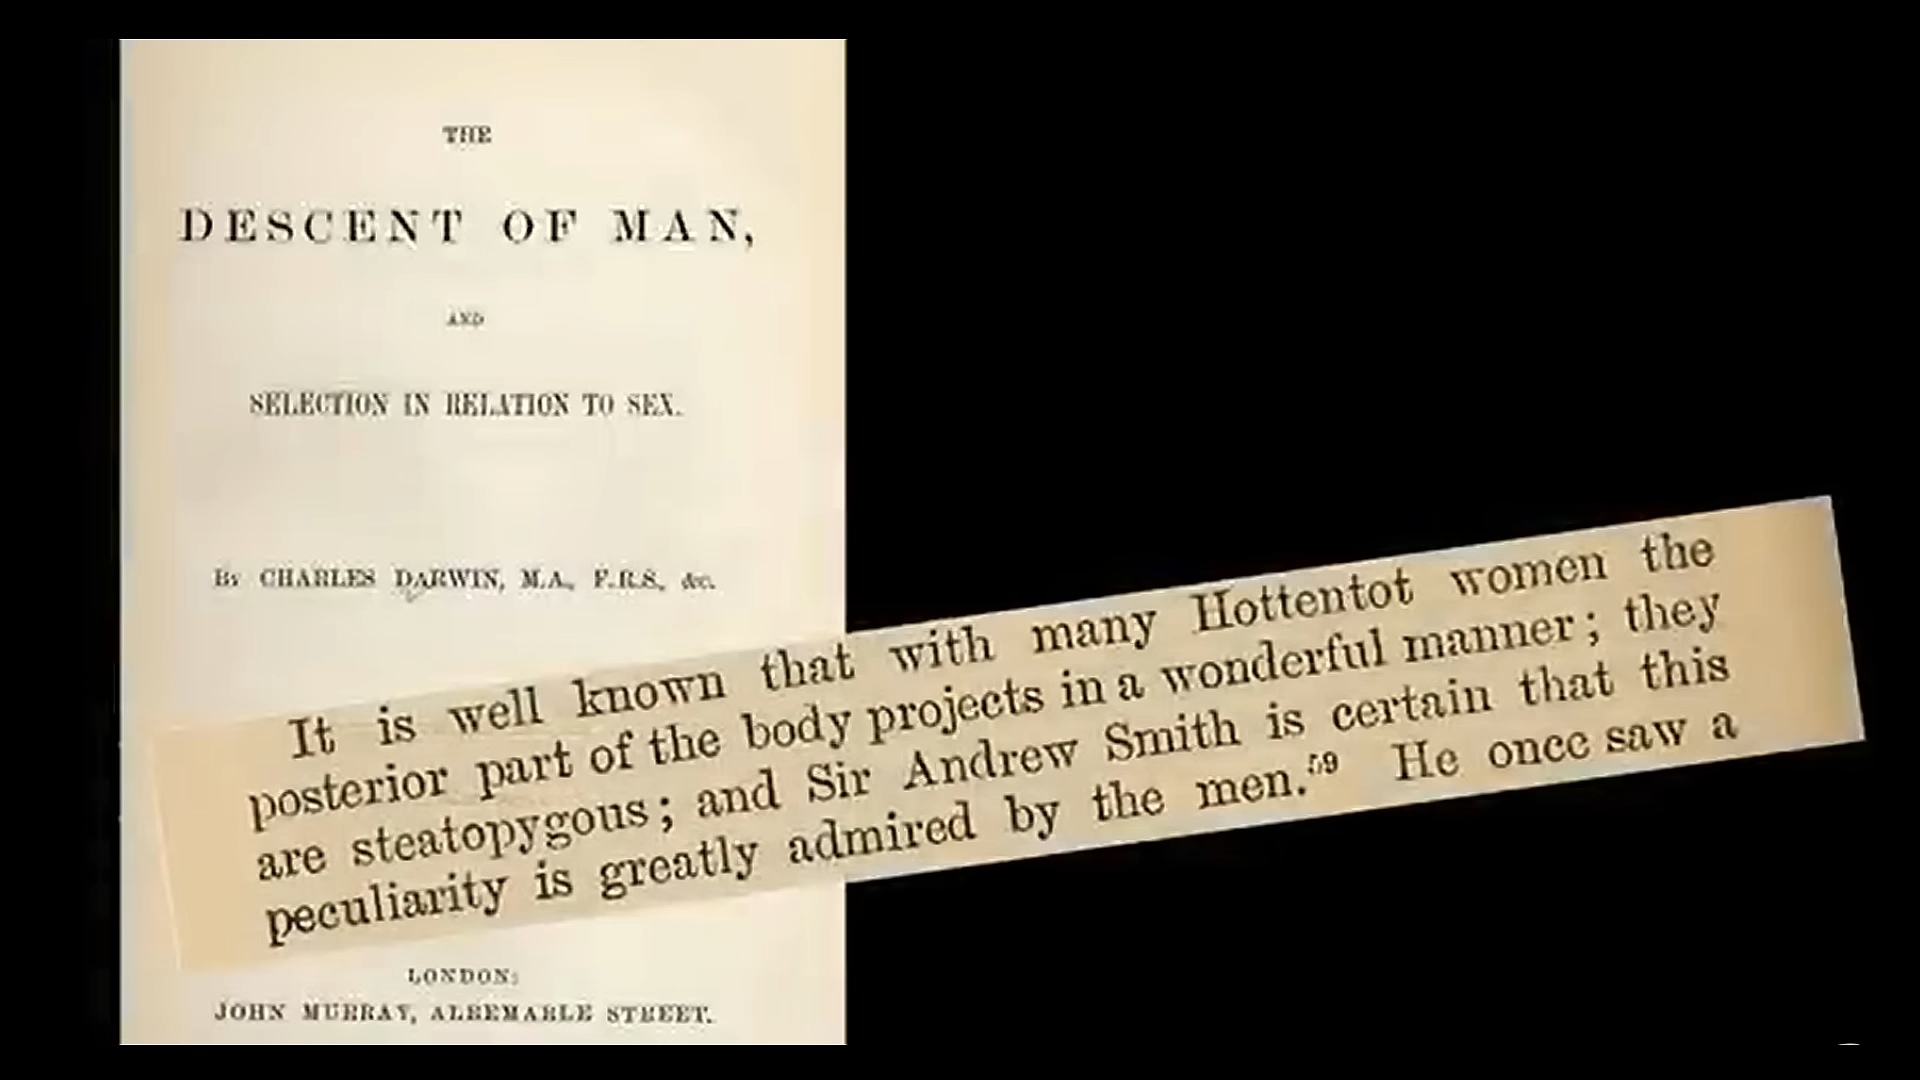 THE
DESCENT OF MAN,
AND
SELECTION IN RELATION TO SEX.
BY CHARLES DARWIN, M.A., F.R.S., &c.
It is well known that with many Hottentot women the
posterior part of the body projects in a wonderful manner; they
are steatopygous; and Sir Andrew Smith is certain that this
peculiarity is greatly admired by the men.⁵⁹ He once saw a
LONDON:
JOHN MURRAY, ALBEMARLE STREET.